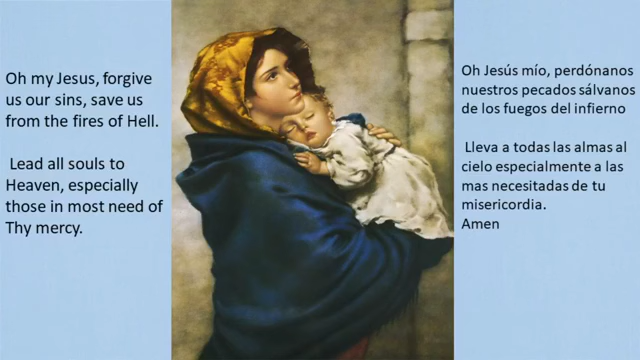 Oh my Jesus, forgive
us our sins, save us
from the fires of Hell.
Lead all souls to
Heaven, especially
those in most need of
Thy mercy.
Oh Jesús mío, perdónanos
nuestros pecados sálvanos
de los fuegos del infierno
Lleva a todas las almas al
cielo especialmente a las
mas necesitadas de tu
misericordia.
Amen